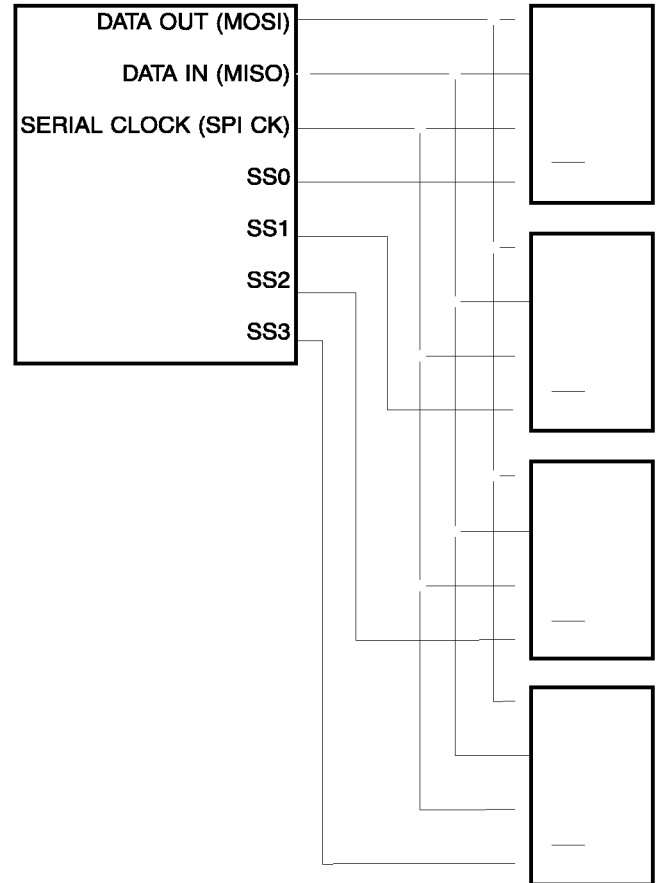 DATA OUT (MOSI)
DATA IN (MISO)
SERIAL CLOCK (SPI CK)
SS0
SS1
SS2
SS3